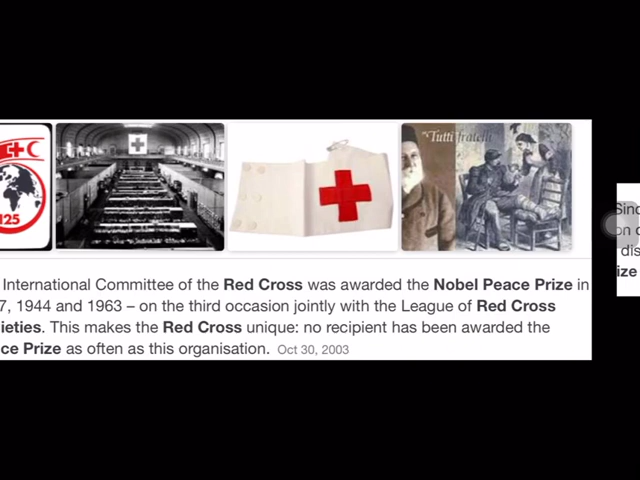 125
"Tutti fratelli"
International Committee of the Red Cross was awarded the Nobel Peace Prize in
7, 1944 and 1963 – on the third occasion jointly with the League of Red Cross
ieties. This makes the Red Cross unique: no recipient has been awarded the
ce Prize as often as this organisation. Oct 30, 2003
Sinc
on
dis
ize